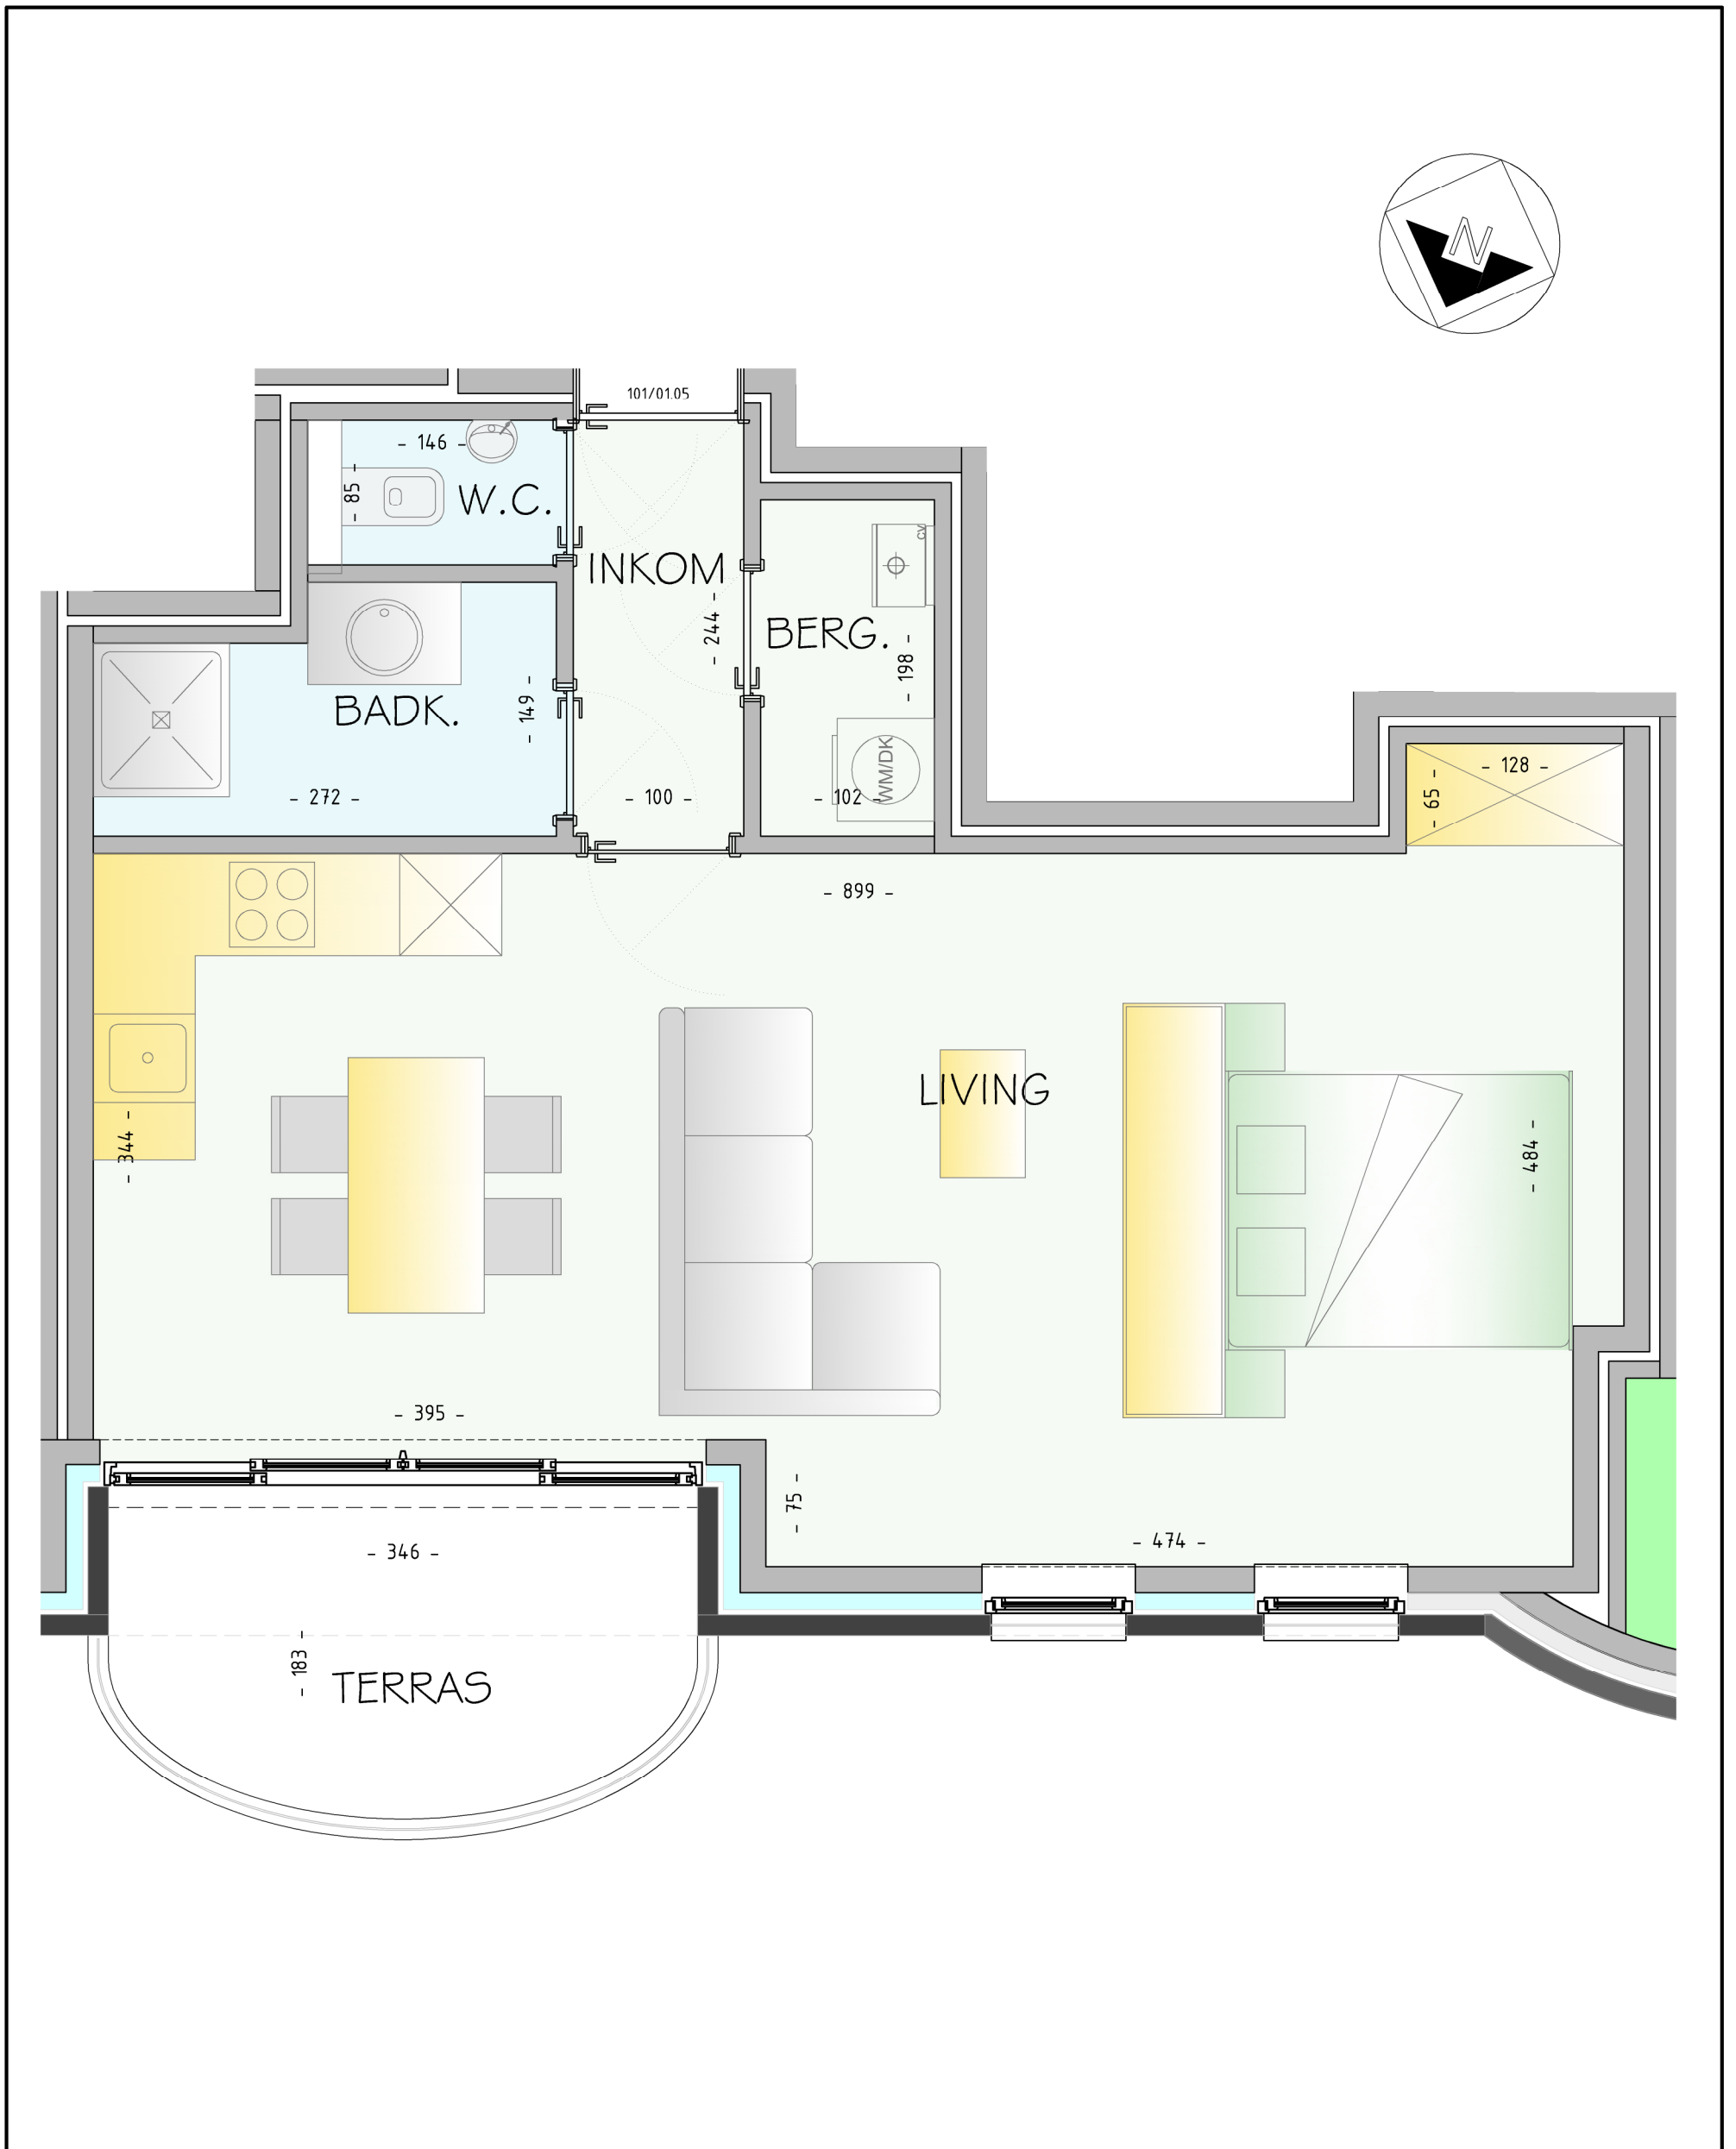 N
101/01.05
- 146 -
- 85 -
W.C.
INKOM
- 244 -
BERG.
CV
- 198 -
BADK.
- 149 -
WM/DK
- 272 -
- 100 -
- 102 -
- 128 -
- 65 -
- 899 -
LIVING
- 344 -
- 484 -
- 395 -
- 75 -
- 474 -
- 346 -
- 183 -
TERRAS